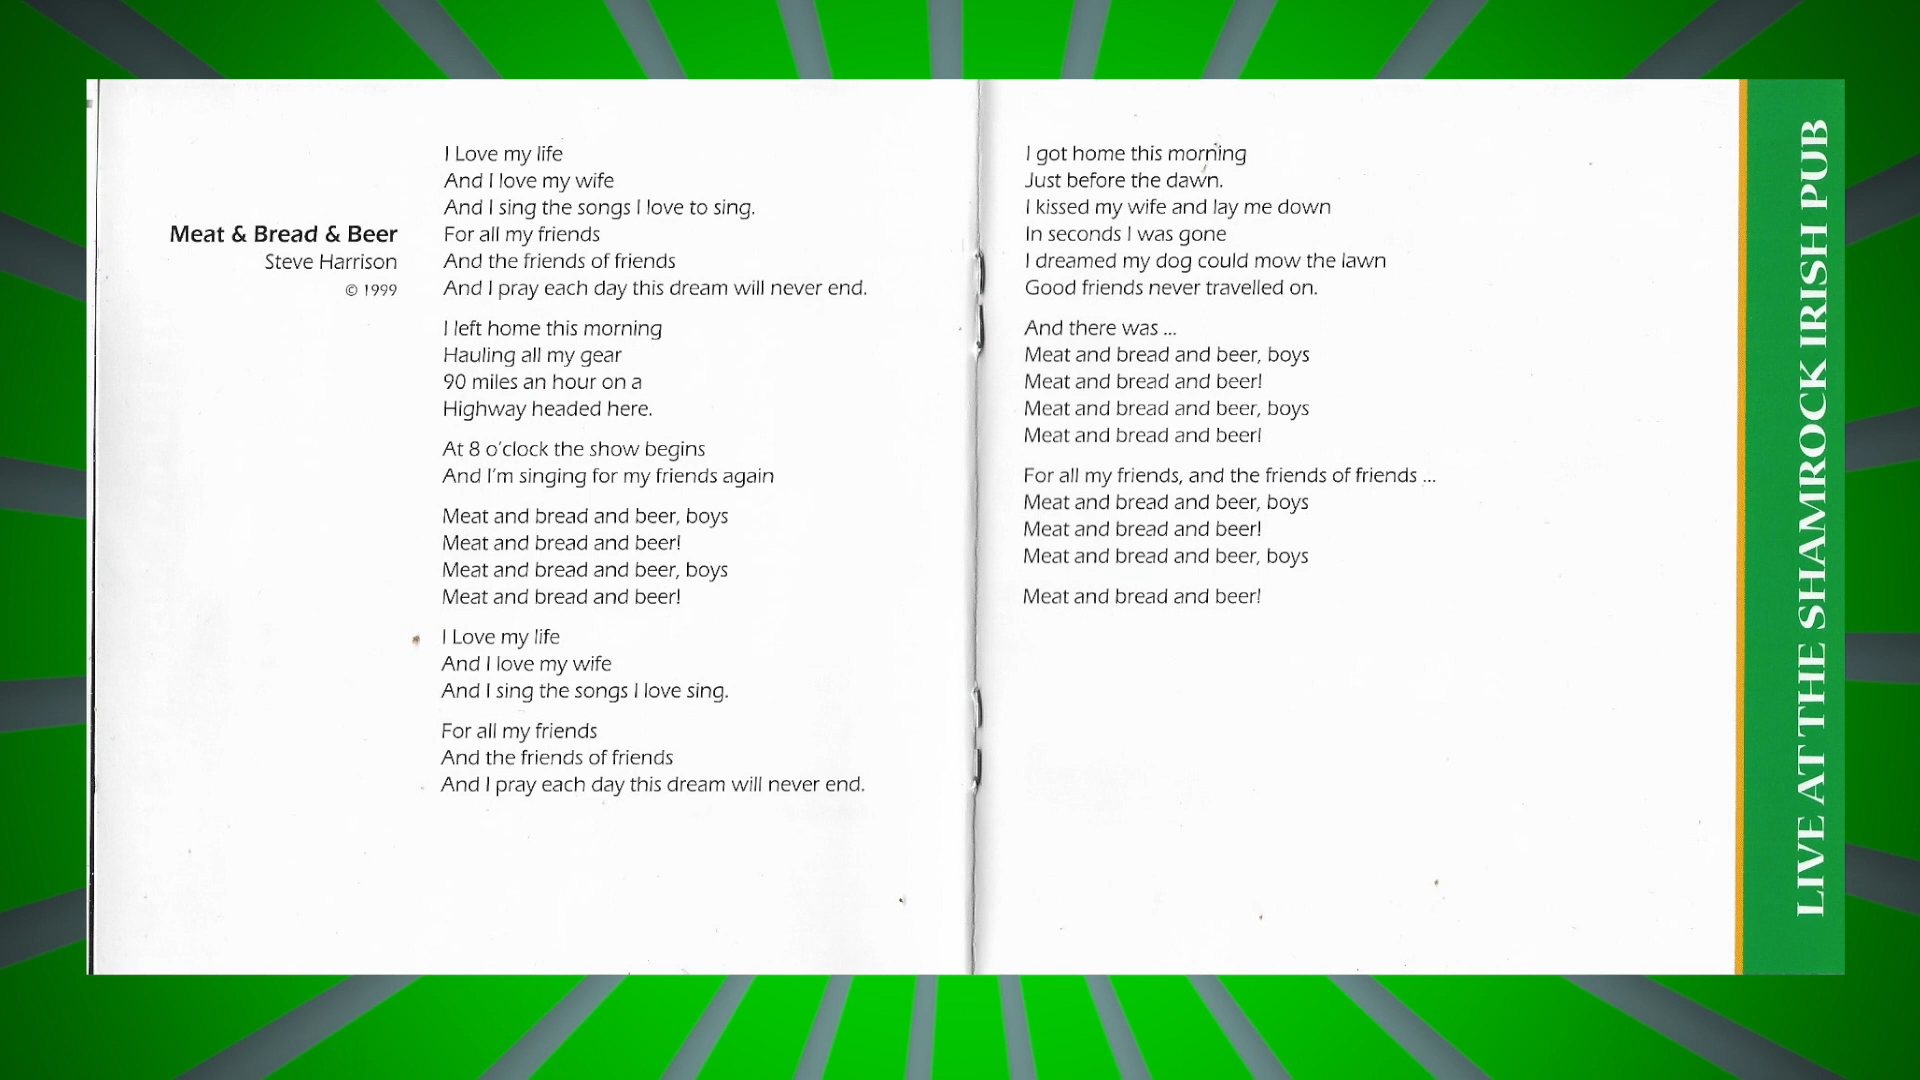 Meat & Bread & Beer
Steve Harrison
© 1999
I Love my life
And I love my wife
And I sing the songs I love to sing.
For all my friends
And the friends of friends
And I pray each day this dream will never end.
I left home this morning
Hauling all my gear
90 miles an hour on a
Highway headed here.
At 8 o'clock the show begins
And I'm singing for my friends again
Meat and bread and beer, boys
Meat and bread and beer!
Meat and bread and beer, boys
Meat and bread and beer!
I Love my life
And I love my wife
And I sing the songs I love sing.
For all my friends
And the friends of friends
And I pray each day this dream will never end.
I got home this morning
Just before the dawn.
I kissed my wife and lay me down
In seconds I was gone
I dreamed my dog could mow the lawn
Good friends never travelled on.
And there was ...
Meat and bread and beer, boys
Meat and bread and beer!
Meat and bread and beer, boys
Meat and bread and beer!
For all my friends, and the friends of friends ...
Meat and bread and beer, boys
Meat and bread and beer!
Meat and bread and beer, boys
Meat and bread and beer!
LIVE AT THE SHAMROCK IRISH PUB